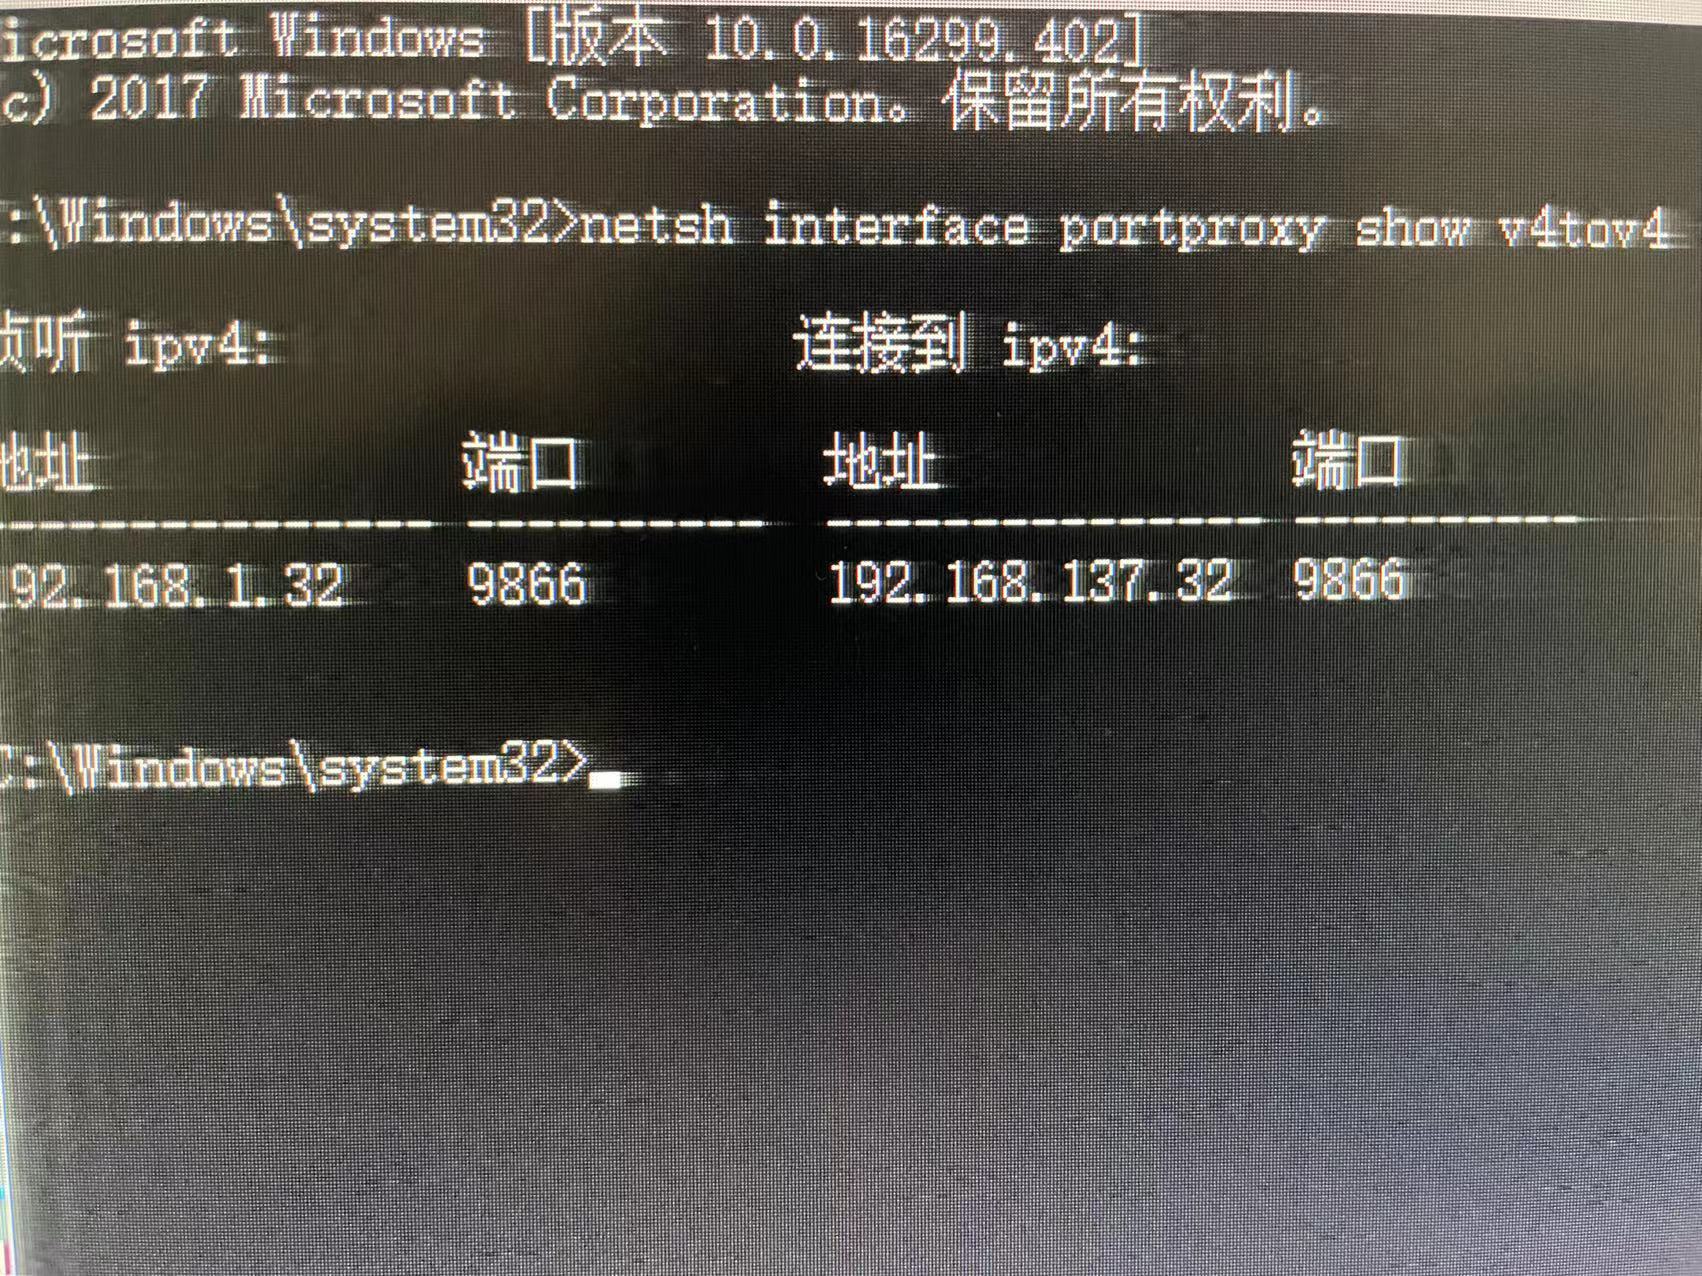 icrosoft Windows [版本 10.0.16299.402]
c) 2017 Microsoft Corporation。保留所有权利。
:\Windows\system32>netsh interface portproxy show v4tov4
侦听 ipv4:                 连接到 ipv4:
地址            端口        地址            端口
--------------- ----------  --------------- ----------
192.168.1.32    9866        192.168.137.32  9866
C:\Windows\system32>